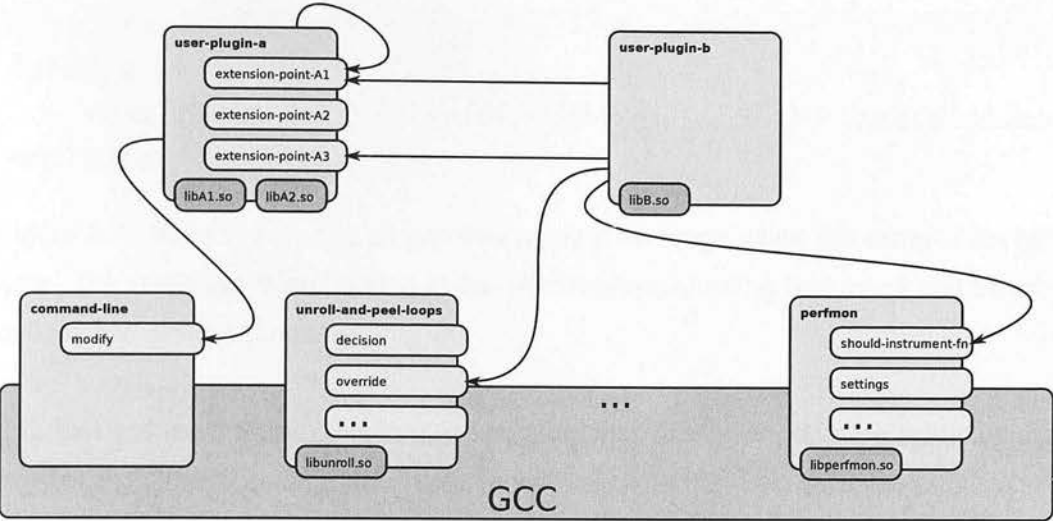 user-plugin-a
extension-point-A1
extension-point-A2
extension-point-A3
libA1.so
libA2.so
user-plugin-b
libB.so
command-line
modify
unroll-and-peel-loops
decision
override
...
libunroll.so
...
perfmon
should-instrument-fn
settings
...
libperfmon.so
GCC